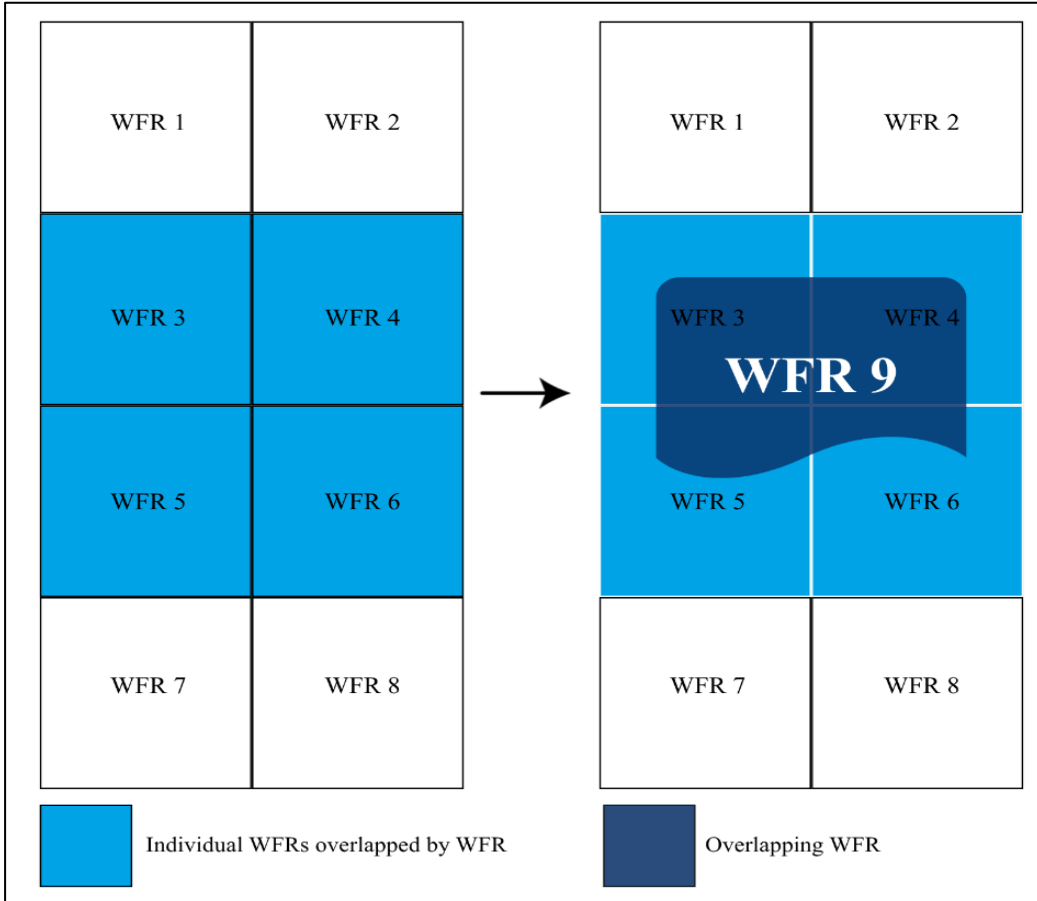 WFR 1 WFR 2
WFR 3 WFR 4
WFR 5 WFR 6
WFR 7 WFR 8
WFR 1 WFR 2
WFR 3 WFR 4
WFR 9
WFR 5 WFR 6
WFR 7 WFR 8
Individual WFRs overlapped by WFR
Overlapping WFR